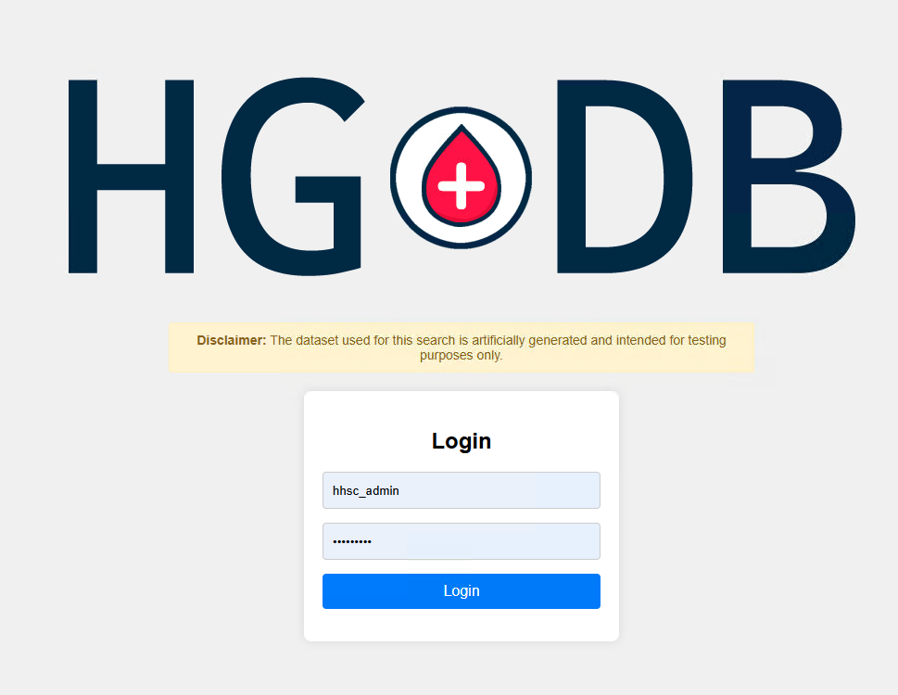 HG DB
Disclaimer: The dataset used for this search is artificially generated and intended for testing
purposes only.
Login
hhsc_admin
•••••••••
Login